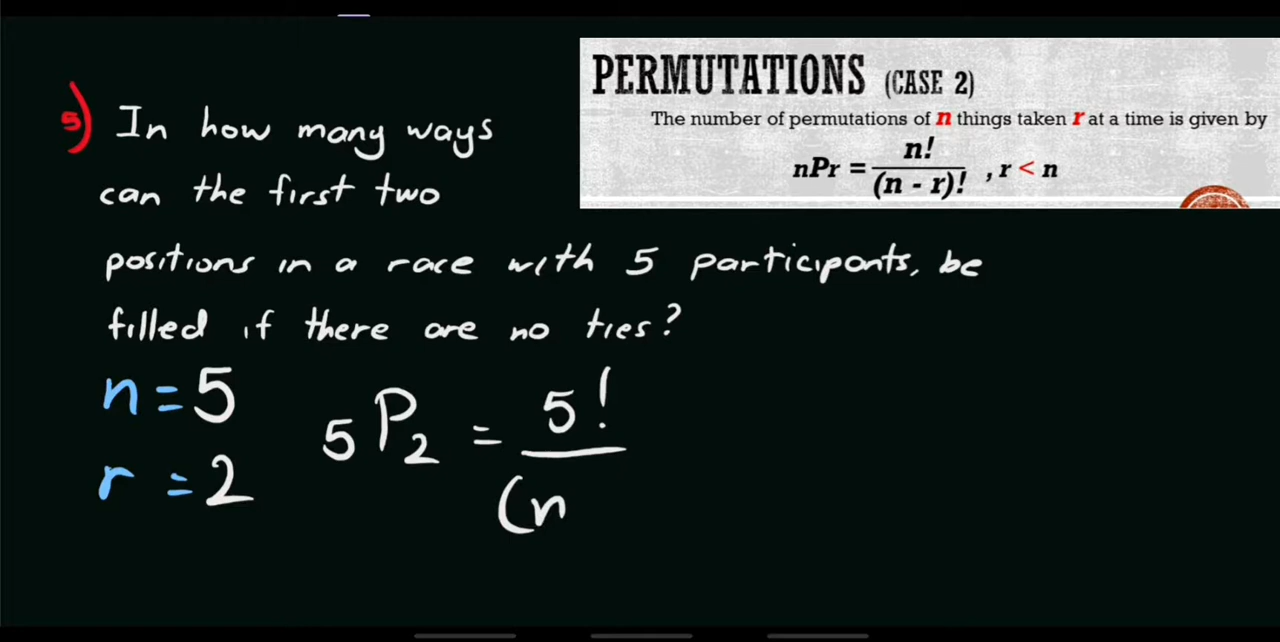 PERMUTATIONS (CASE 2)
The number of permutations of n things taken r at a time is given by
nPr = n! / (n - r)! , r < n
5) In how many ways
can the first two
positions in a race with 5 participants, be
filled if there are no ties?
n = 5
r = 2
5P2 = 5! / (n